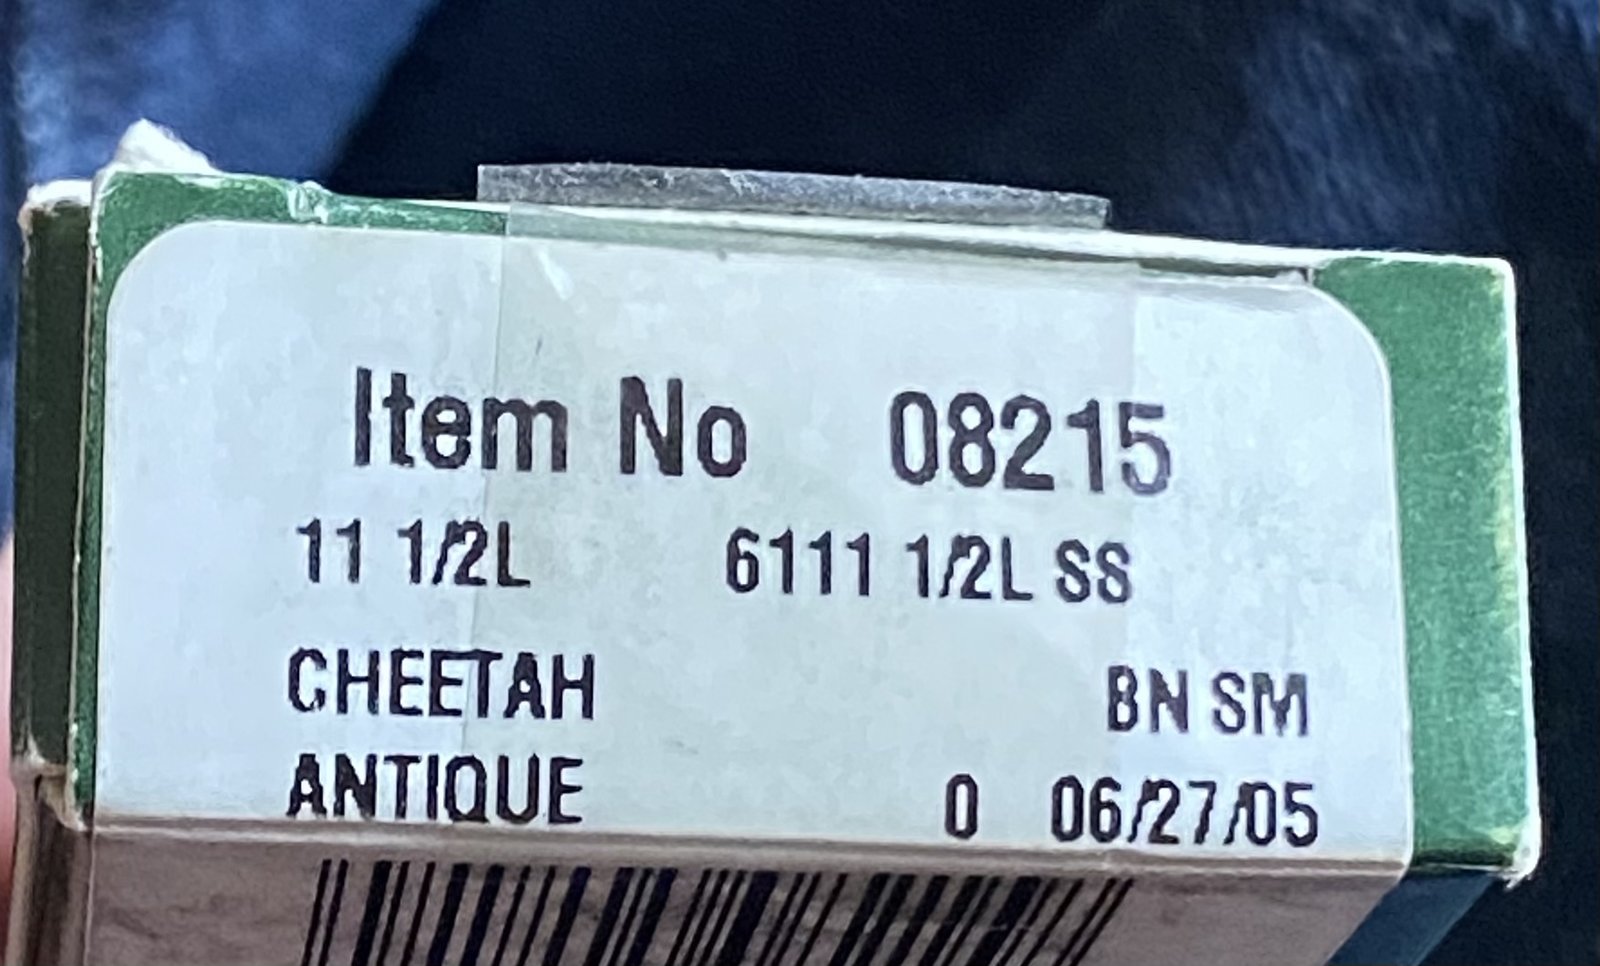 Item No 08215
11 1/2L 6111 1/2L SS
CHEETAH BN SM
ANTIQUE 0 06/27/05